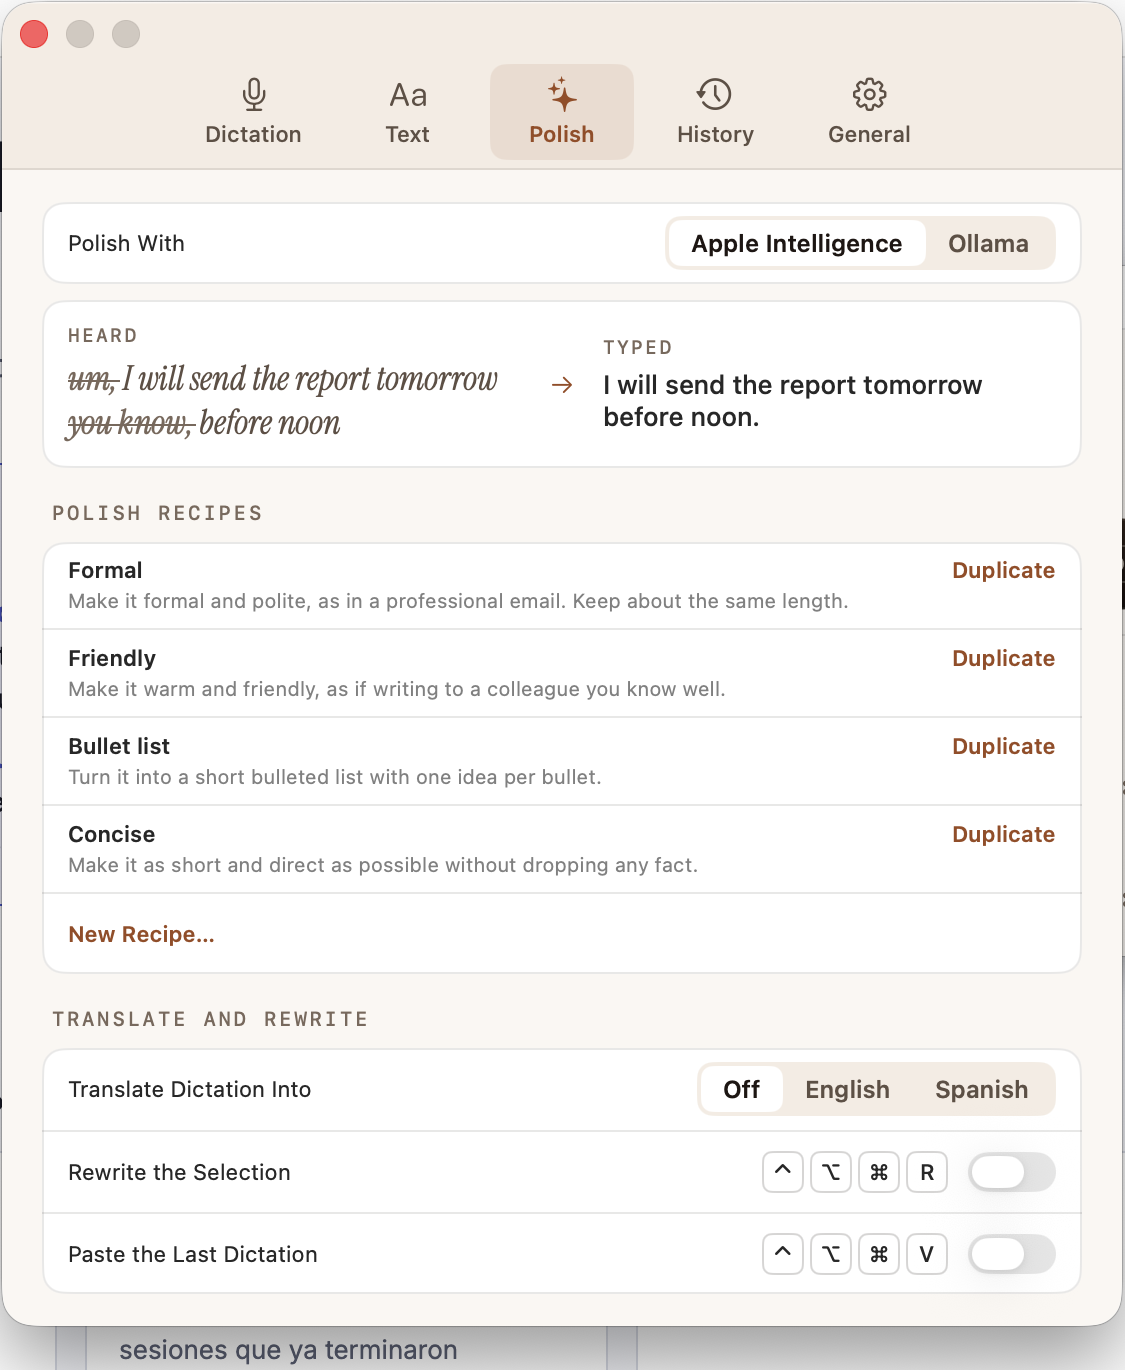 Dictation
Text
Polish
History
General
Polish With
Apple Intelligence
Ollama
HEARD
um, I will send the report tomorrow
you know, before noon
→
TYPED
I will send the report tomorrow
before noon.
POLISH RECIPES
Formal
Duplicate
Make it formal and polite, as in a professional email. Keep about the same length.
Friendly
Duplicate
Make it warm and friendly, as if writing to a colleague you know well.
Bullet list
Duplicate
Turn it into a short bulleted list with one idea per bullet.
Concise
Duplicate
Make it as short and direct as possible without dropping any fact.
New Recipe...
TRANSLATE AND REWRITE
Translate Dictation Into
Off
English
Spanish
Rewrite the Selection
⌃ ⌥ ⌘ R
Paste the Last Dictation
⌃ ⌥ ⌘ V
sesiones que ya terminaron